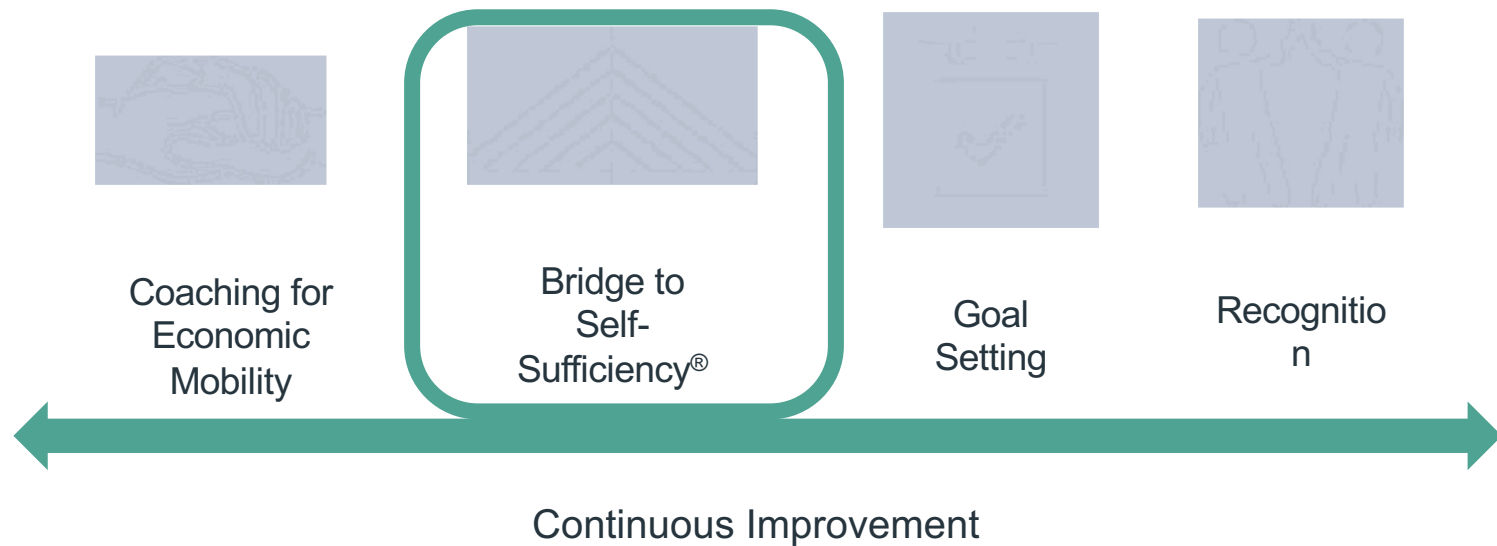 Coaching for
Economic
Mobility
Bridge to
Self-
Sufficiency®
Goal
Setting
Recognitio
n
Continuous Improvement